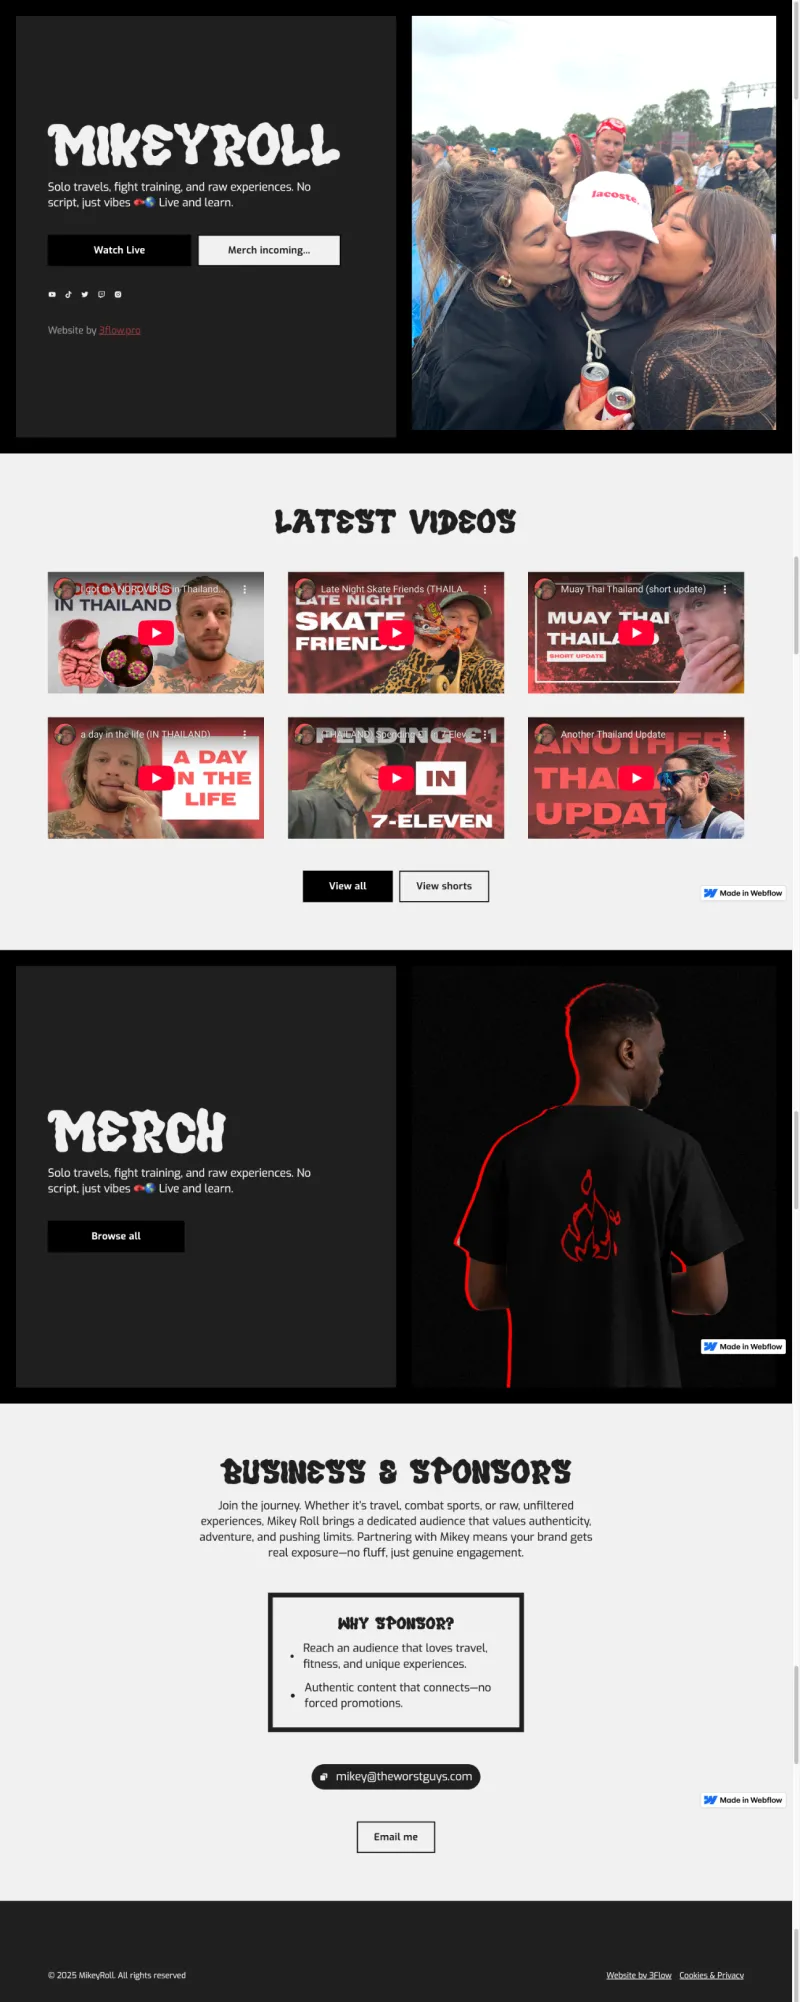 MIKEYROLL
Solo travels, fight training, and raw experiences. No
script, just vibes 🥊🌎 Live and learn.
Watch Live
Merch incoming...
Website by 3flow.pro
lacoste.
LATEST VIDEOS
I got the NOROVIRUS in Thailand...
NOROVIRUS
IN THAILAND
Late Night Skate Friends (THAILA...
LATE NIGHT
SKATE
FRIENDS
Muay Thai Thailand (short update)
MUAY THAI
THAILAND
SHORT UPDATE
a day in the life (IN THAILAND)
A DAY
IN THE
LIFE
(THAILAND) Spending £1 in 7-Eleven
SPENDING £1
IN
7-ELEVEN
Another Thailand Update
ANOTHER
THAI
UPDAT
View all
View shorts
Made in Webflow
MERCH
Solo travels, fight training, and raw experiences. No
script, just vibes 🥊🌎 Live and learn.
Browse all
Made in Webflow
BUSINESS & SPONSORS
Join the journey. Whether it's travel, combat sports, or raw, unfiltered
experiences, Mikey Roll brings a dedicated audience that values authenticity,
adventure, and pushing limits. Partnering with Mikey means your brand gets
real exposure—no fluff, just genuine engagement.
WHY SPONSOR?
• Reach an audience that loves travel,
fitness, and unique experiences.
• Authentic content that connects—no
forced promotions.
mikey@theworstguys.com
Made in Webflow
Email me
© 2025 MikeyRoll. All rights reserved
Website by 3Flow
Cookies & Privacy